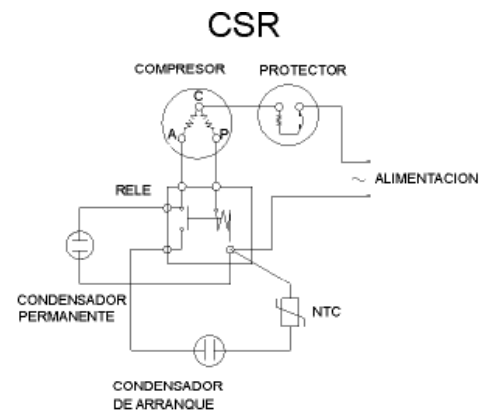 CSR
COMPRESOR
PROTECTOR
C
A
P
ALIMENTACION
RELE
CONDENSADOR
PERMANENTE
NTC
CONDENSADOR
DE ARRANQUE